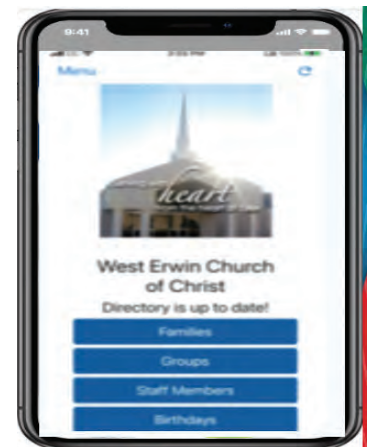 9:41
Menu
heart
West Erwin Church
of Christ
Directory is up to date!
Families
Groups
Staff Members
Birthdays